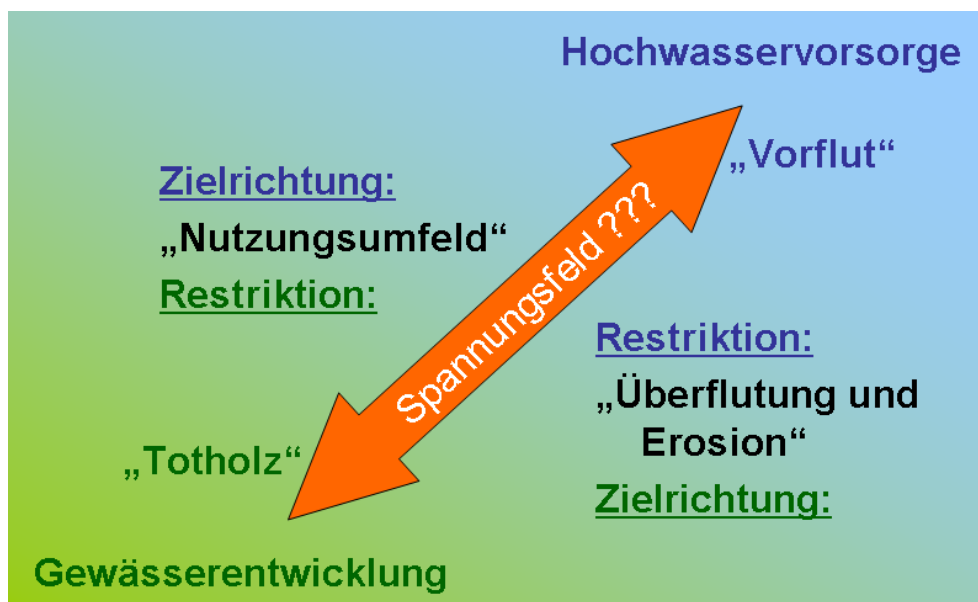 Hochwasservorsorge
„Vorflut“
Zielrichtung:
„Nutzungsumfeld“
Restriktion:
Spannungsfeld ???
Restriktion:
„Überflutung und
Erosion“
Zielrichtung:
„Totholz“
Gewässerentwicklung